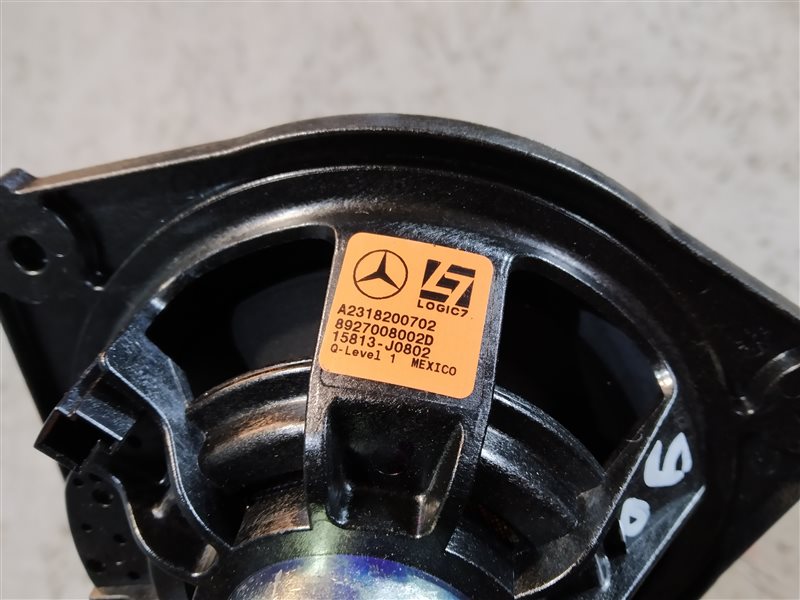 LOGIC7
A2318200702
8927008002D
15813-J0802
Q-Level 1 MEXICO